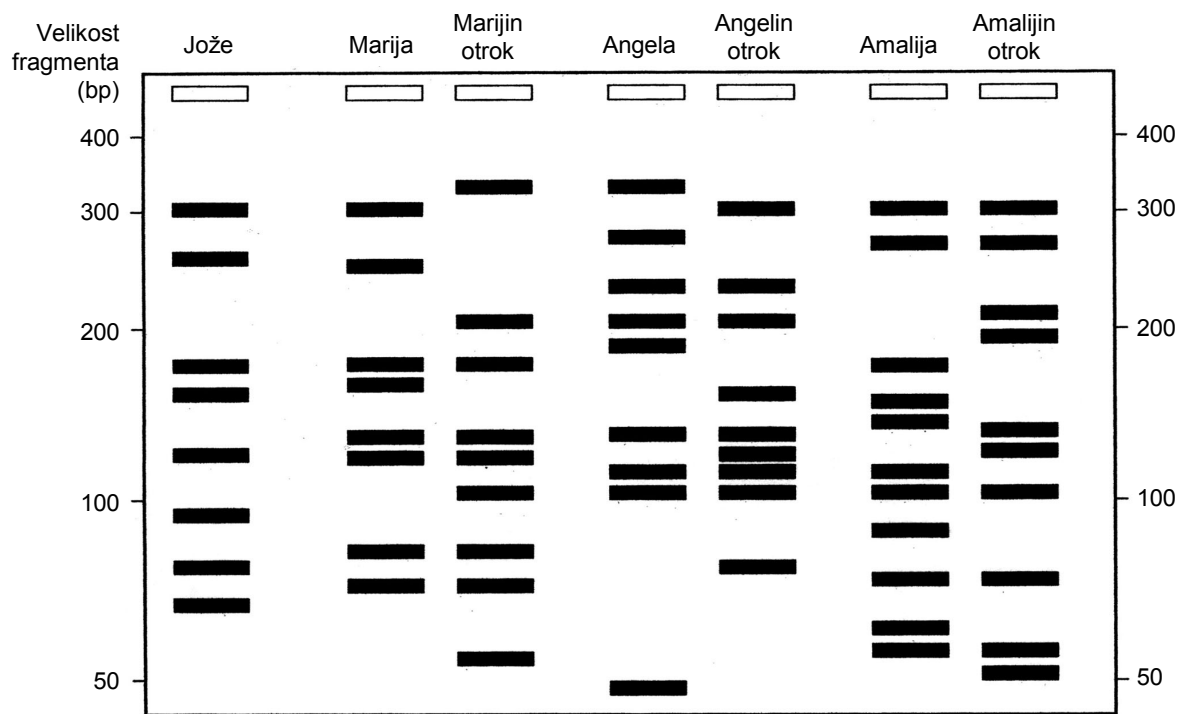 Velikost
fragmenta
(bp)
Jože
Marija
Marijin
otrok
Angela
Angelin
otrok
Amalija
Amalijin
otrok
400
300
200
100
50
400
300
200
100
50